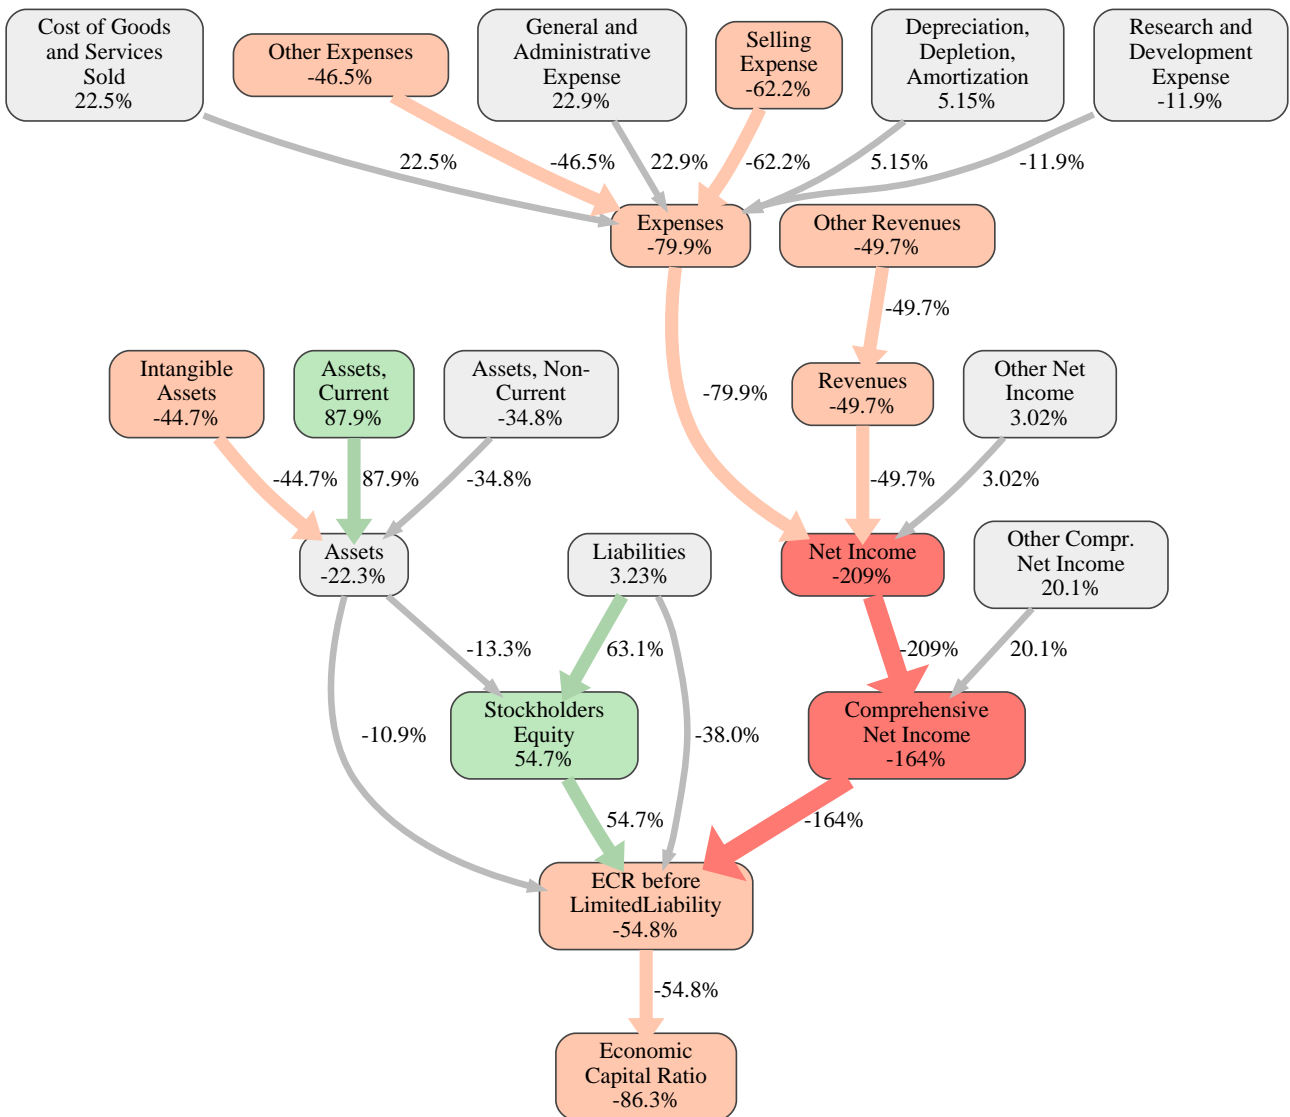 Cost of Goods
and Services
Sold
22.5%
Other Expenses
-46.5%
General and
Administrative
Expense
22.9%
Selling
Expense
-62.2%
Depreciation,
Depletion,
Amortization
5.15%
Research and
Development
Expense
-11.9%
22.5%
-46.5%
22.9%
-62.2%
5.15%
-11.9%
Expenses
-79.9%
Other Revenues
-49.7%
-49.7%
Intangible
Assets
-44.7%
Assets,
Current
87.9%
Assets, Non-
Current
-34.8%
-79.9%
Revenues
-49.7%
Other Net
Income
3.02%
-44.7%
87.9%
-34.8%
-49.7%
3.02%
Assets
-22.3%
Liabilities
3.23%
Net Income
-209%
Other Compr.
Net Income
20.1%
-13.3%
63.1%
-209%
20.1%
-10.9%
Stockholders
Equity
54.7%
-38.0%
Comprehensive
Net Income
-164%
54.7%
-164%
ECR before
LimitedLiability
-54.8%
-54.8%
Economic
Capital Ratio
-86.3%